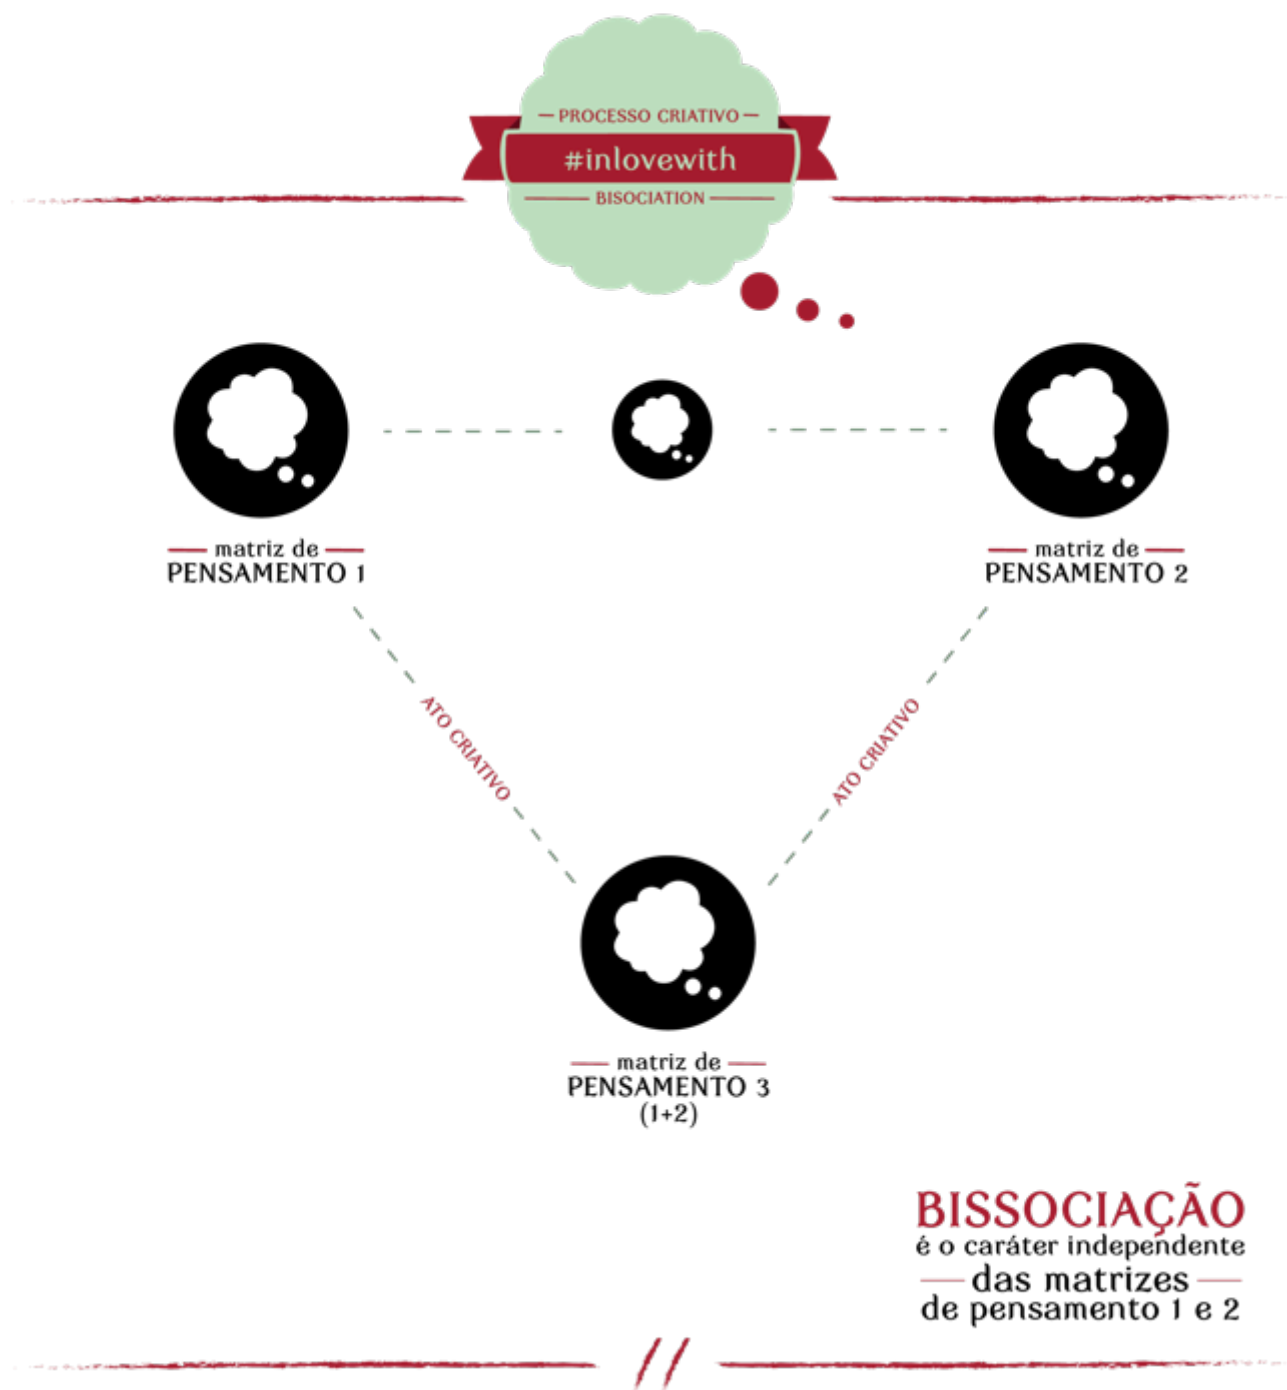 PROCESSO CRIATIVO
#inlovewith
BISOCIATION
matriz de
PENSAMENTO 1
matriz de
PENSAMENTO 2
ATO CRIATIVO
ATO CRIATIVO
matriz de
PENSAMENTO 3
(1+2)
BISSOCIAÇÃO
é o caráter independente
das matrizes
de pensamento 1 e 2